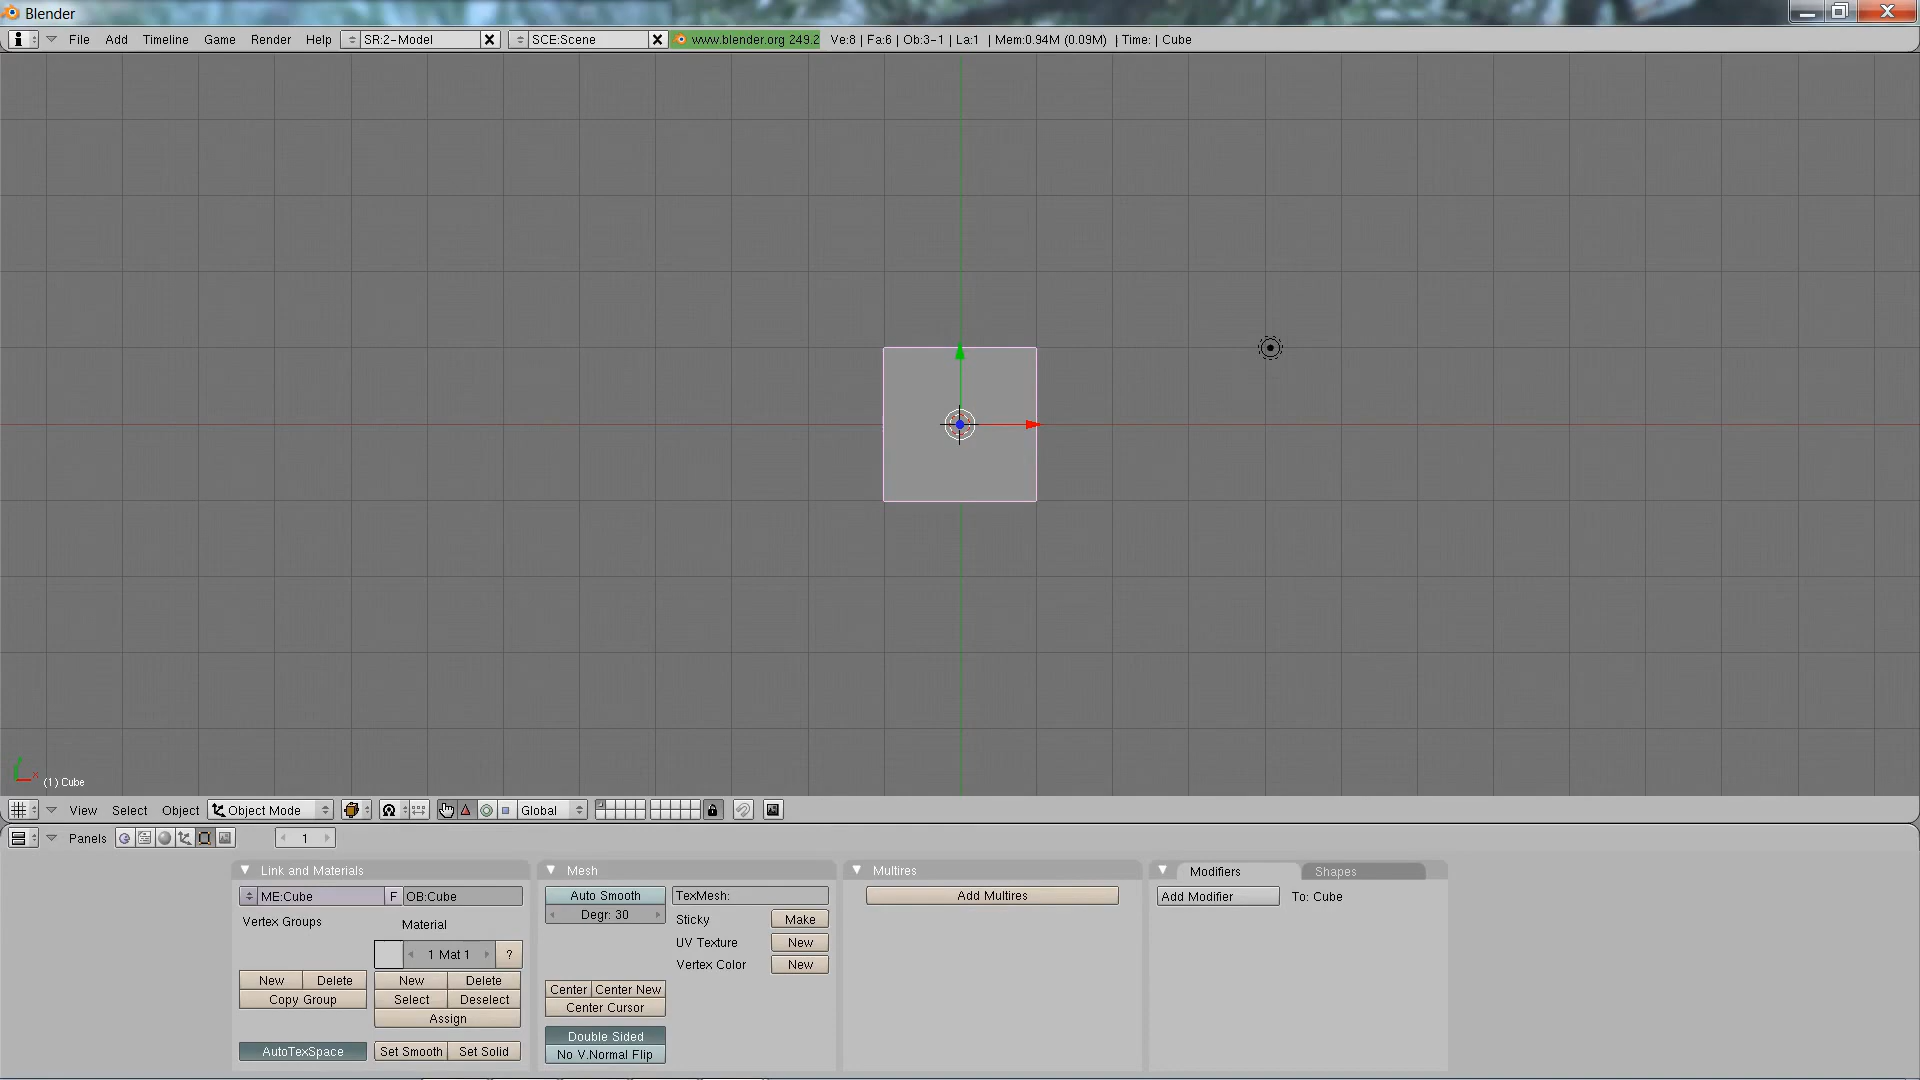 Blender
File Add Timeline Game Render Help SR:2-Model SCE:Scene www.blender.org 249.2 Ve:8 | Fa:6 | Ob:3-1 | La:1 | Mem:0.94M (0.09M) | Time: | Cube
(1) Cube
View Select Object Object Mode Global
Panels 1
Link and Materials
ME:Cube F OB:Cube
Vertex Groups
Material
1 Mat 1 ?
New Delete New Delete
Copy Group Select Deselect
Assign
AutoTexSpace Set Smooth Set Solid
Mesh
Auto Smooth TexMesh:
Degr: 30
Sticky Make
UV Texture New
Vertex Color New
Center Center New
Center Cursor
Double Sided
No V.Normal Flip
Multires
Add Multires
Modifiers Shapes
Add Modifier To: Cube